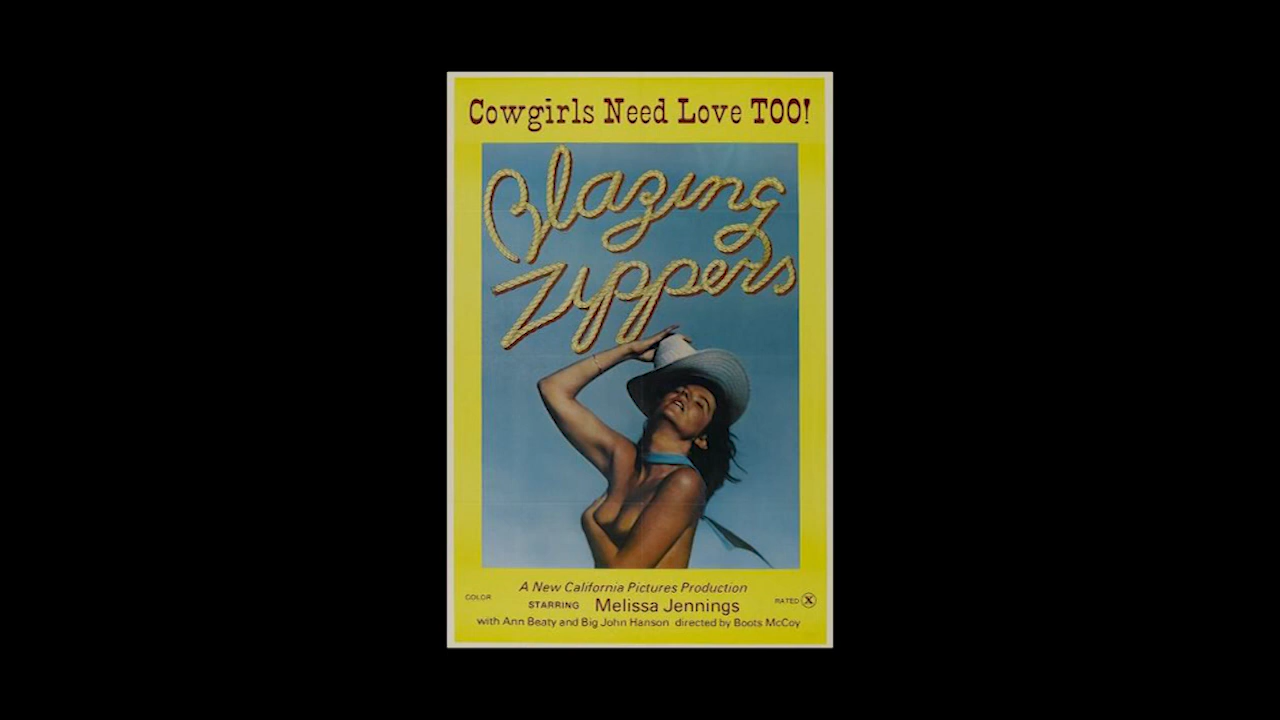 Cowgirls Need Love TOO!
Blazing
Zippers
A New California Pictures Production
COLOR
STARRING Melissa Jennings
RATED X
with Ann Beaty and Big John Hanson directed by Boots McCoy